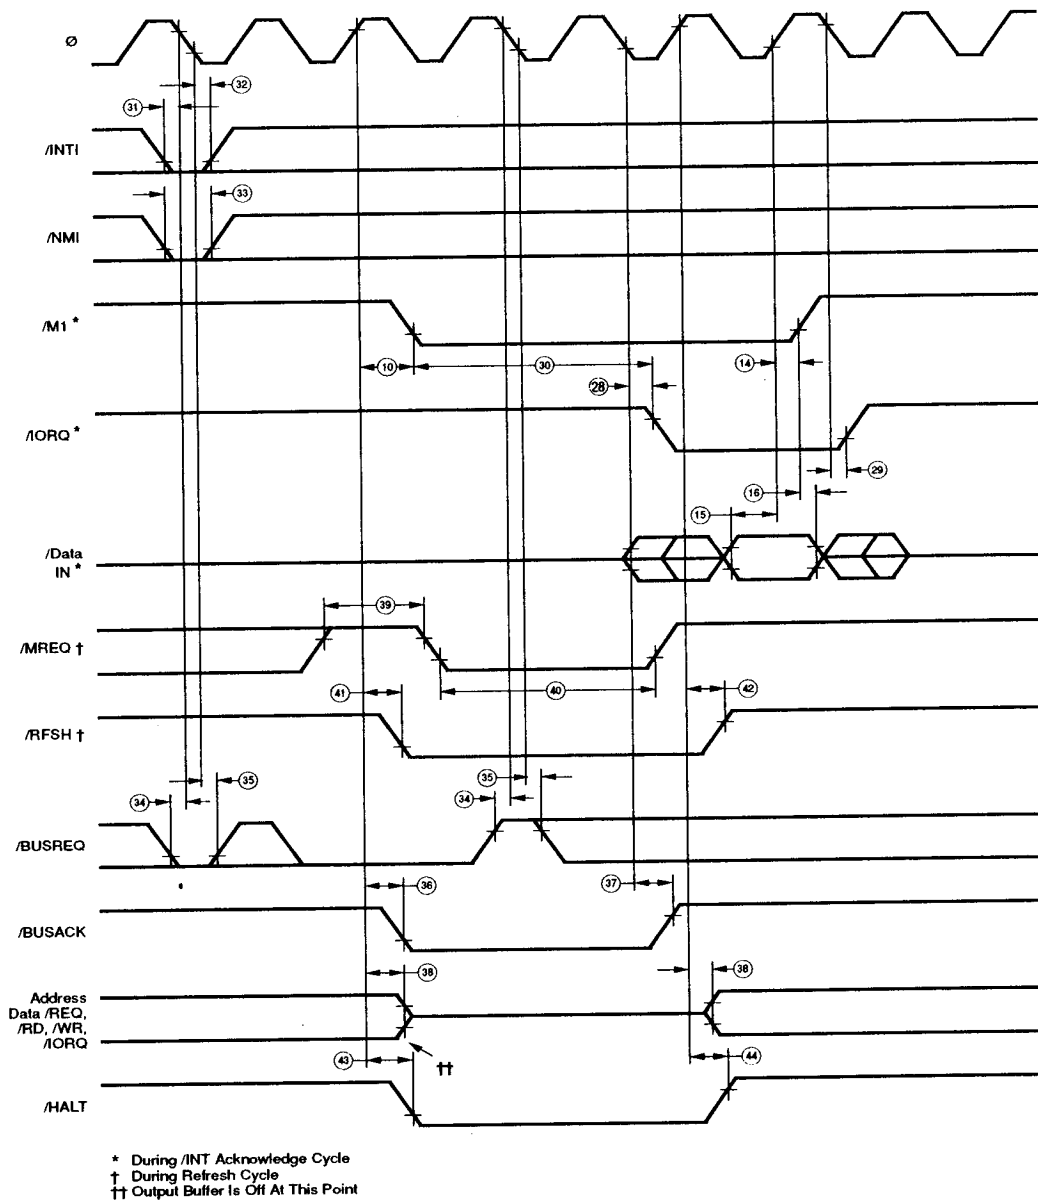 Ø
32
31
/INTI
33
/NMI
/M1 *
10
30
14
28
/IORQ *
29
16
15
/Data
IN *
39
/MREQ †
41
40
42
/RFSH †
35
35
34
34
/BUSREQ
36
37
/BUSACK
38
38
Address
Data /REQ,
/RD, /WR,
/IORQ
43
††
44
/HALT
* During /INT Acknowledge Cycle
† During Refresh Cycle
†† Output Buffer Is Off At This Point